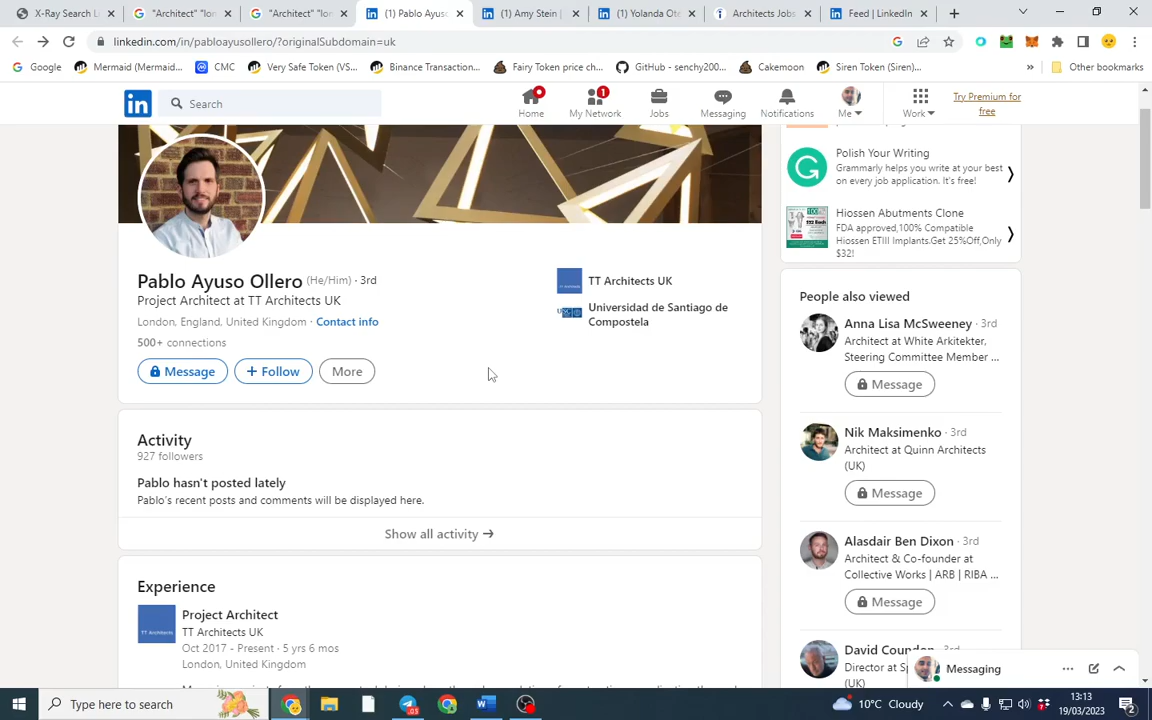 X-Ray Search Li
"Architect" "lon
"Architect" "lon
(1) Pablo Ayuso
(1) Amy Stein |
(1) Yolanda Ote
Architects Jobs
Feed | LinkedIn
linkedin.com/in/pabloayusollero/?originalSubdomain=uk
Google
Mermaid (Mermaid...
CMC
Very Safe Token (VS...
Binance Transaction...
Fairy Token price ch...
GitHub - senchy200...
Cakemoon
Siren Token (Siren)...
»
Other bookmarks
in
Search
Home
1
My Network
Jobs
Messaging
Notifications
Me
Work
Try Premium for
free
Pablo Ayuso Ollero (He/Him) · 3rd
Project Architect at TT Architects UK
London, England, United Kingdom · Contact info
500+ connections
TT Architects UK
Universidad de Santiago de
Compostela
Message
+ Follow
More
Activity
927 followers
Pablo hasn't posted lately
Pablo's recent posts and comments will be displayed here.
Show all activity →
Experience
Project Architect
TT Architects UK
Oct 2017 - Present · 5 yrs 6 mos
London, United Kingdom
Polish Your Writing
Grammarly helps you write at your best
on every job application. It's free!
Hiossen Abutments Clone
FDA approved,100% Compatible
Hiossen ETIII Implants.Get 25%Off,Only
$32!
People also viewed
Anna Lisa McSweeney · 3rd
Architect at White Arkitekter,
Steering Committee Member ...
Message
Nik Maksimenko · 3rd
Architect at Quinn Architects
(UK)
Message
Alasdair Ben Dixon · 3rd
Architect & Co-founder at
Collective Works | ARB | RIBA ...
Message
Director at
(UK)
Messaging
Type here to search
10°C Cloudy
13:13
19/03/2023
2